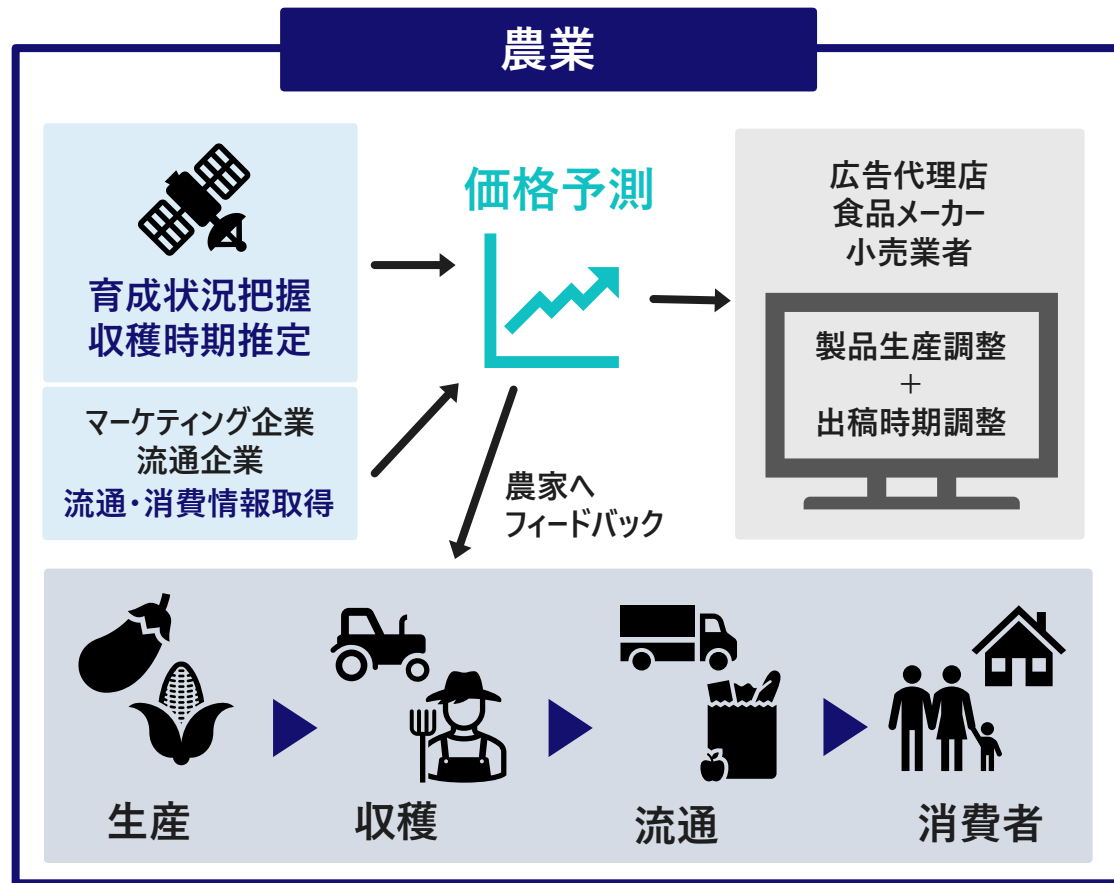 農業
育成状況把握
収穫時期推定
マーケティング企業
流通企業
流通・消費情報取得
価格予測
広告代理店
食品メーカー
小売業者
製品生産調整
+
出稿時期調整
農家へ
フィードバック
生産
収穫
流通
消費者